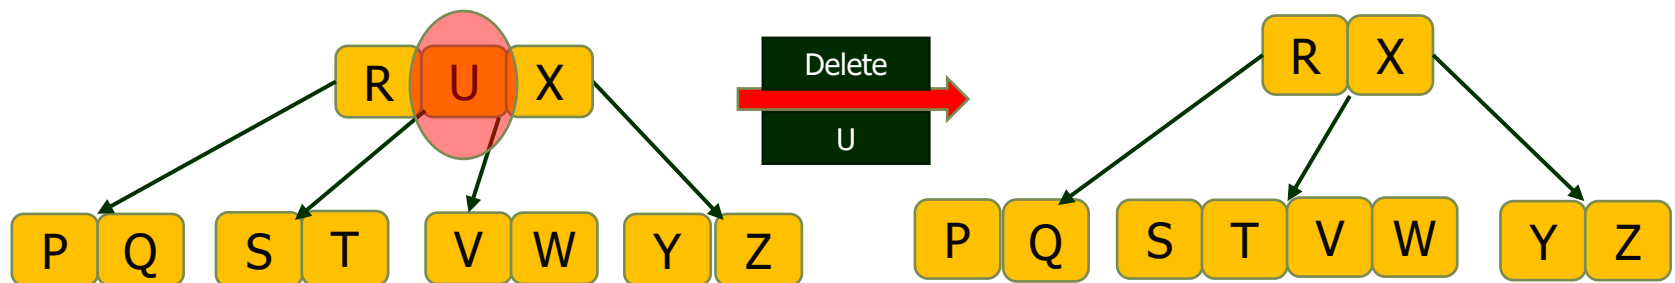 R U X
Delete
U
R X
P Q S T V W Y Z
P Q S T V W Y Z